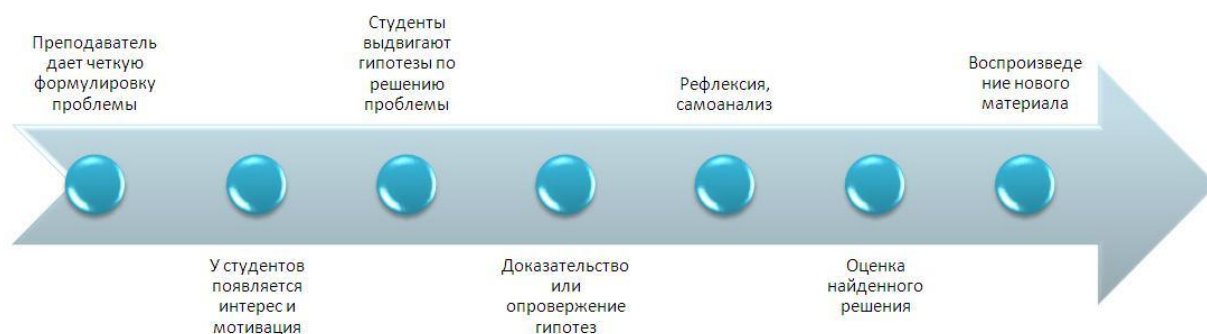 Преподаватель
дает четкую
формулировку
проблемы
У студентов
появляется
интерес и
мотивация
Студенты
выдвигают
гипотезы по
решению
проблемы
Доказательство
или
опровержение
гипотез
Рефлексия,
самоанализ
Оценка
найденного
решения
Воспроизведе
ние нового
материала